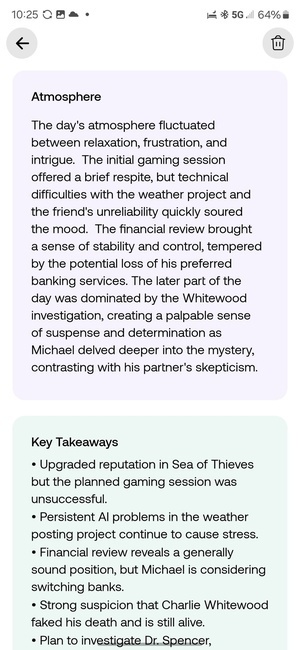 10:25 5G 64%
Atmosphere
The day's atmosphere fluctuated
between relaxation, frustration, and
intrigue.  The initial gaming session
offered a brief respite, but technical
difficulties with the weather project and
the friend's unreliability quickly soured
the mood.  The financial review brought
a sense of stability and control, tempered
by the potential loss of his preferred
banking services. The later part of the
day was dominated by the Whitewood
investigation, creating a palpable sense
of suspense and determination as
Michael delved deeper into the mystery,
contrasting with his partner's skepticism.
Key Takeaways
• Upgraded reputation in Sea of Thieves
but the planned gaming session was
unsuccessful.
• Persistent AI problems in the weather
posting project continue to cause stress.
• Financial review reveals a generally
sound position, but Michael is considering
switching banks.
• Strong suspicion that Charlie Whitewood
faked his death and is still alive.
• Plan to investigate Dr. Spencer,